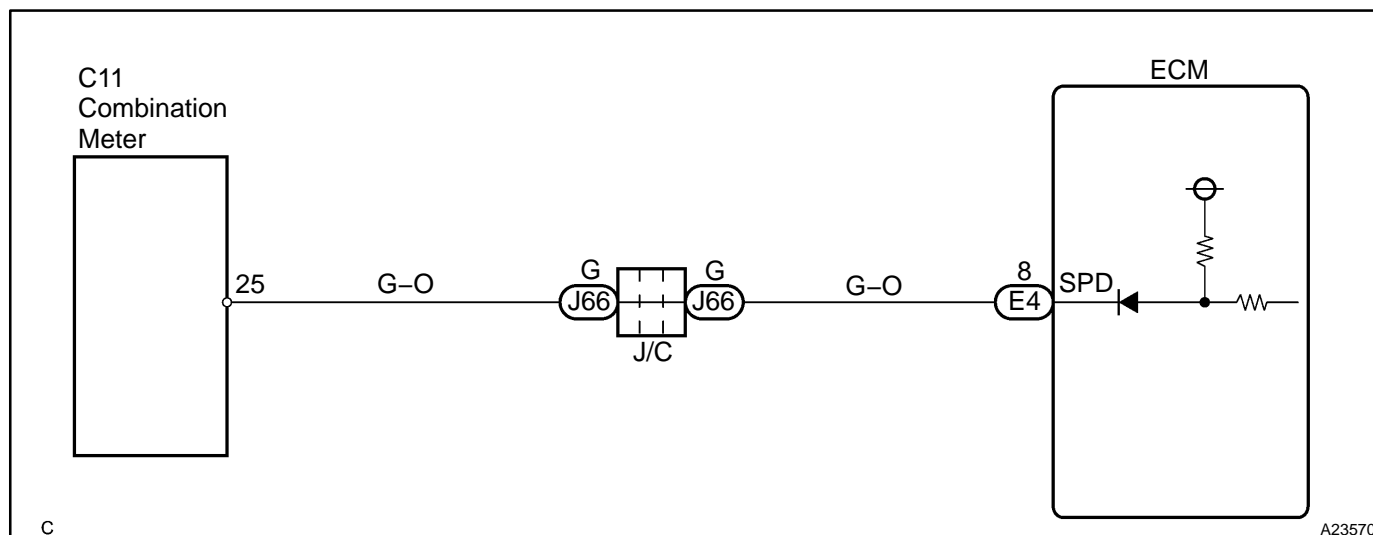 C11
Combination
Meter
ECM
25
G–O
G
G
J66
J66
J/C
G–O
8
E4
SPD
C
A23570